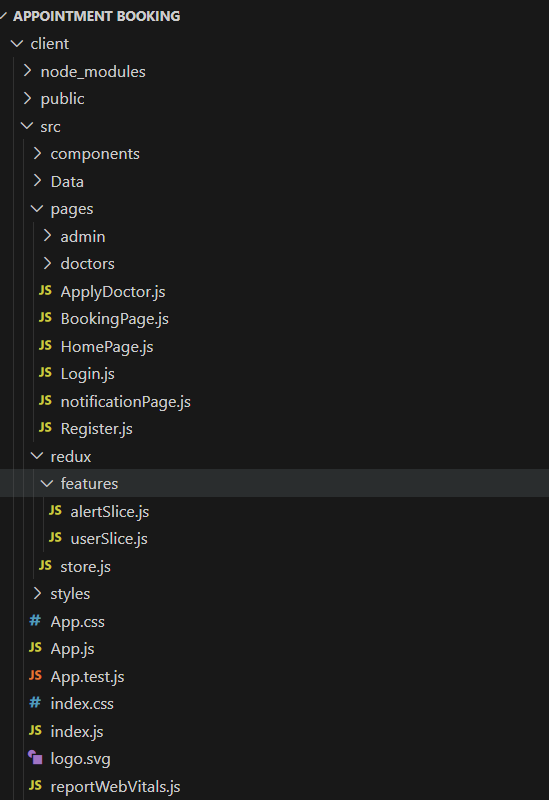 APPOINTMENT BOOKING
client
node_modules
public
src
components
Data
pages
admin
doctors
JS ApplyDoctor.js
JS BookingPage.js
JS HomePage.js
JS Login.js
JS notificationPage.js
JS Register.js
redux
features
JS alertSlice.js
JS userSlice.js
JS store.js
styles
# App.css
JS App.js
JS App.test.js
# index.css
JS index.js
logo.svg
JS reportWebVitals.js